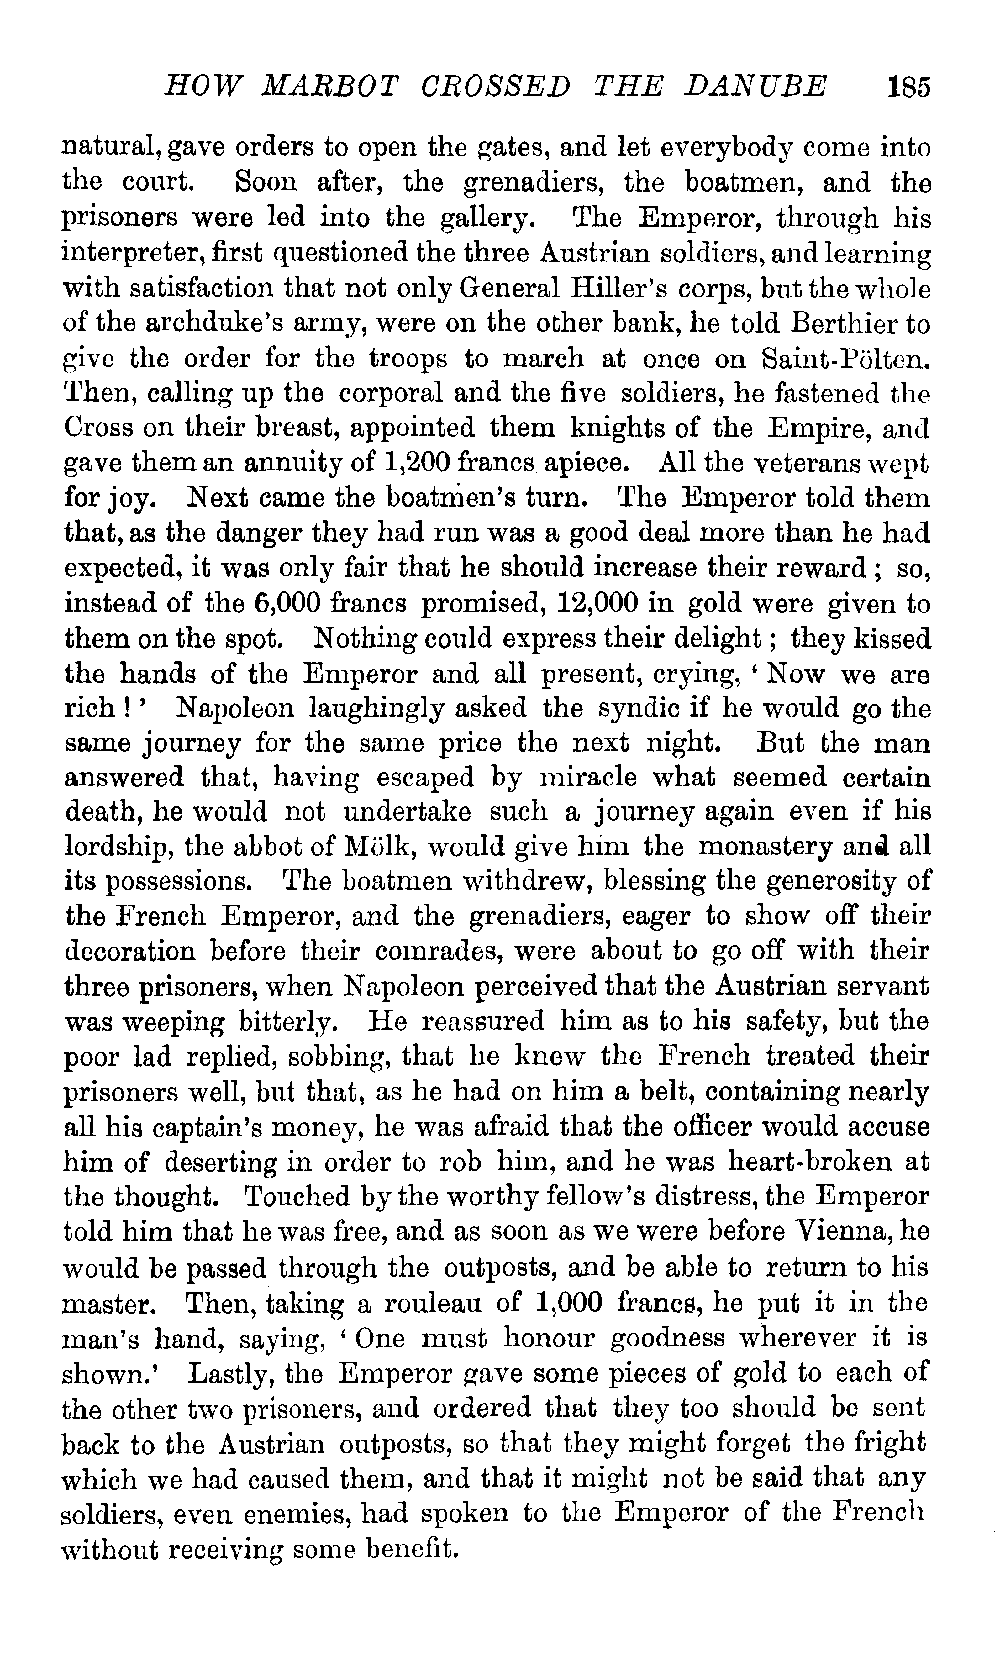 HOW MARBOT CROSSED THE DANUBE 185
natural, gave orders to open the gates, and let everybody come into
the court. Soon after, the grenadiers, the boatmen, and the
prisoners were led into the gallery. The Emperor, through his
interpreter, first questioned the three Austrian soldiers, and learning
with satisfaction that not only General Hiller's corps, but the whole
of the archduke's army, were on the other bank, he told Berthier to
give the order for the troops to march at once on Saint-Pölten.
Then, calling up the corporal and the five soldiers, he fastened the
Cross on their breast, appointed them knights of the Empire, and
gave them an annuity of 1,200 francs apiece. All the veterans wept
for joy. Next came the boatmen's turn. The Emperor told them
that, as the danger they had run was a good deal more than he had
expected, it was only fair that he should increase their reward ; so,
instead of the 6,000 francs promised, 12,000 in gold were given to
them on the spot. Nothing could express their delight ; they kissed
the hands of the Emperor and all present, crying, ' Now we are
rich ! ' Napoleon laughingly asked the syndic if he would go the
same journey for the same price the next night. But the man
answered that, having escaped by miracle what seemed certain
death, he would not undertake such a journey again even if his
lordship, the abbot of Mölk, would give him the monastery and all
its possessions. The boatmen withdrew, blessing the generosity of
the French Emperor, and the grenadiers, eager to show off their
decoration before their comrades, were about to go off with their
three prisoners, when Napoleon perceived that the Austrian servant
was weeping bitterly. He reassured him as to his safety, but the
poor lad replied, sobbing, that he knew the French treated their
prisoners well, but that, as he had on him a belt, containing nearly
all his captain's money, he was afraid that the officer would accuse
him of deserting in order to rob him, and he was heart-broken at
the thought. Touched by the worthy fellow's distress, the Emperor
told him that he was free, and as soon as we were before Vienna, he
would be passed through the outposts, and be able to return to his
master. Then, taking a rouleau of 1,000 francs, he put it in the
man's hand, saying, ' One must honour goodness wherever it is
shown.' Lastly, the Emperor gave some pieces of gold to each of
the other two prisoners, and ordered that they too should be sent
back to the Austrian outposts, so that they might forget the fright
which we had caused them, and that it might not be said that any
soldiers, even enemies, had spoken to the Emperor of the French
without receiving some benefit.